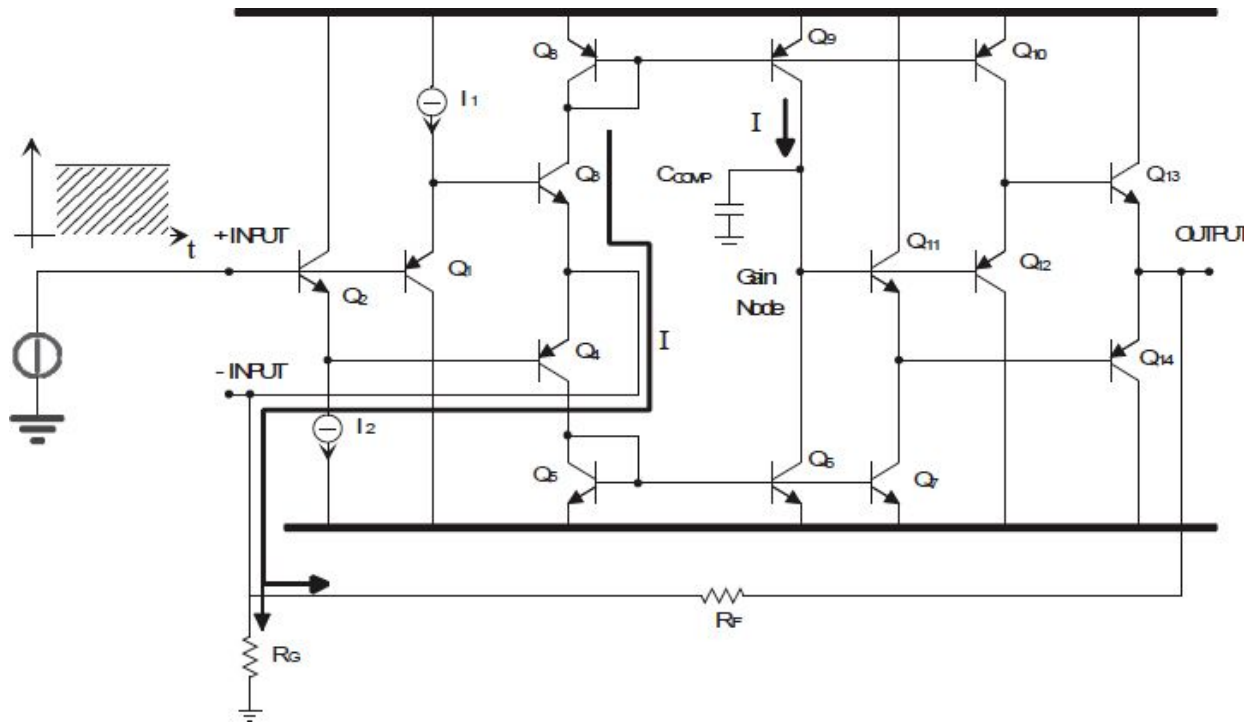 Q8
Q9
Q10
I1
I
Q3
CCOMP
Q13
t
+INPUT
OUTPUT
Q11
Q1
Q12
Q2
Gain
Node
I
Q4
Q14
-INPUT
I2
Q5
Q6
Q7
RF
RG